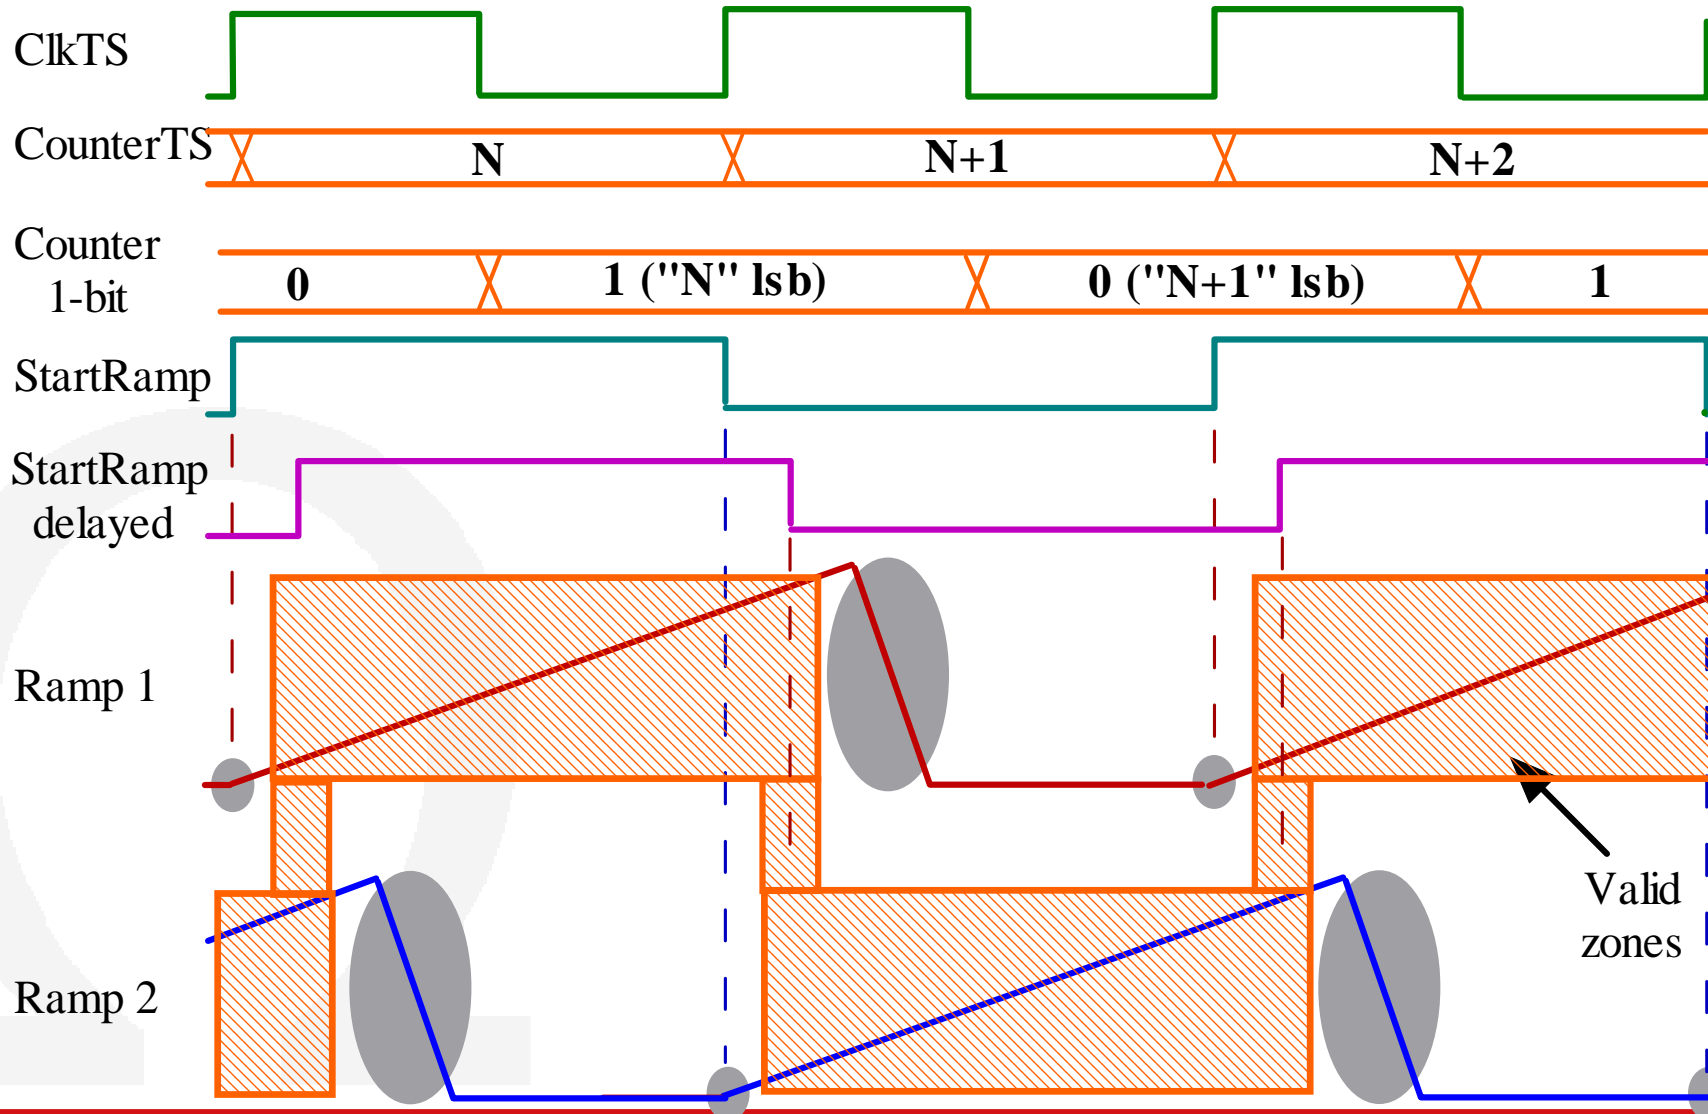 ClkTS
CounterTS
N
N+1
N+2
Counter
1-bit
0
1 ("N" lsb)
0 ("N+1" lsb)
1
StartRamp
StartRamp
delayed
Ramp 1
Valid
zones
Ramp 2